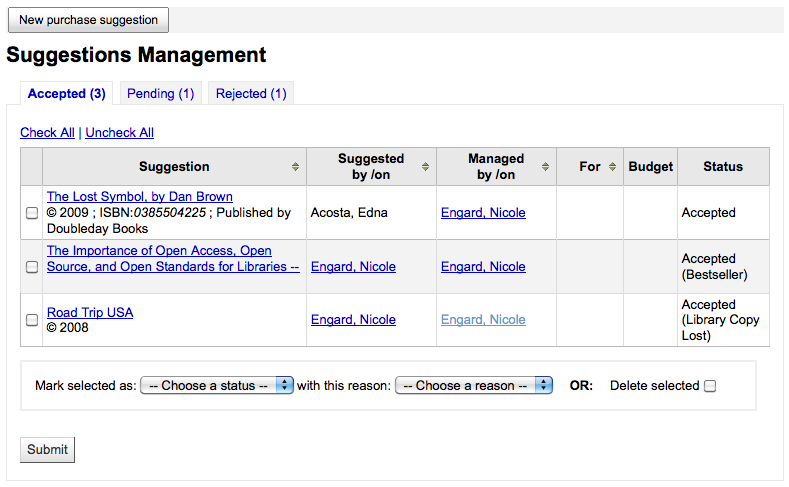 New purchase suggestion
Suggestions Management
Accepted (3) Pending (1) Rejected (1)
Check All | Uncheck All
Suggestion Suggested by /on Managed by /on For Budget Status
The Lost Symbol, by Dan Brown
© 2009 ; ISBN:0385504225 ; Published by
Doubleday Books
Acosta, Edna
Engard, Nicole
Accepted
The Importance of Open Access, Open
Source, and Open Standards for Libraries --
Engard, Nicole
Engard, Nicole
Accepted
(Bestseller)
Road Trip USA
© 2008
Engard, Nicole
Engard, Nicole
Accepted
(Library Copy
Lost)
Mark selected as: -- Choose a status -- with this reason: -- Choose a reason -- OR: Delete selected
Submit